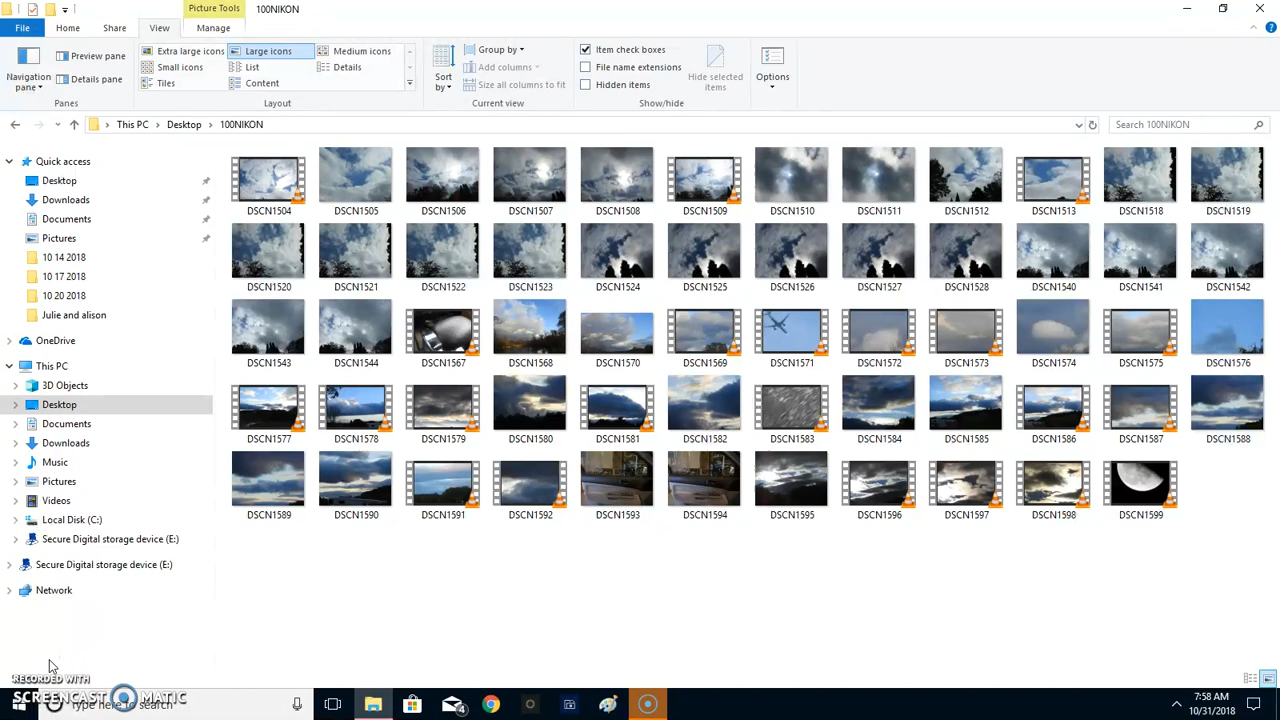 Picture Tools 100NIKON
File Home Share View Manage
Navigation pane
Preview pane
Details pane
Panes
Extra large icons Large icons Medium icons
Small icons List Details
Tiles Content
Layout
Sort by
Group by
Add columns
Size all columns to fit
Current view
Item check boxes
File name extensions
Hidden items
Hide selected items
Show/hide
Options
This PC Desktop 100NIKON Search 100NIKON
Quick access
Desktop
Downloads
Documents
Pictures
10 14 2018
10 17 2018
10 20 2018
Julie and alison
OneDrive
This PC
3D Objects
Desktop
Documents
Downloads
Music
Pictures
Videos
Local Disk (C:)
Secure Digital storage device (E:)
Secure Digital storage device (E:)
Network
DSCN1504 DSCN1505 DSCN1506 DSCN1507 DSCN1508 DSCN1509 DSCN1510 DSCN1511 DSCN1512 DSCN1513 DSCN1518 DSCN1519
DSCN1520 DSCN1521 DSCN1522 DSCN1523 DSCN1524 DSCN1525 DSCN1526 DSCN1527 DSCN1528 DSCN1540 DSCN1541 DSCN1542
DSCN1543 DSCN1544 DSCN1567 DSCN1568 DSCN1570 DSCN1569 DSCN1571 DSCN1572 DSCN1573 DSCN1574 DSCN1575 DSCN1576
DSCN1577 DSCN1578 DSCN1579 DSCN1580 DSCN1581 DSCN1582 DSCN1583 DSCN1584 DSCN1585 DSCN1586 DSCN1587 DSCN1588
DSCN1589 DSCN1590 DSCN1591 DSCN1592 DSCN1593 DSCN1594 DSCN1595 DSCN1596 DSCN1597 DSCN1598 DSCN1599
RECORDED WITH
SCREENCAST MATIC
Type here to search
4
7:58 AM
10/31/2018